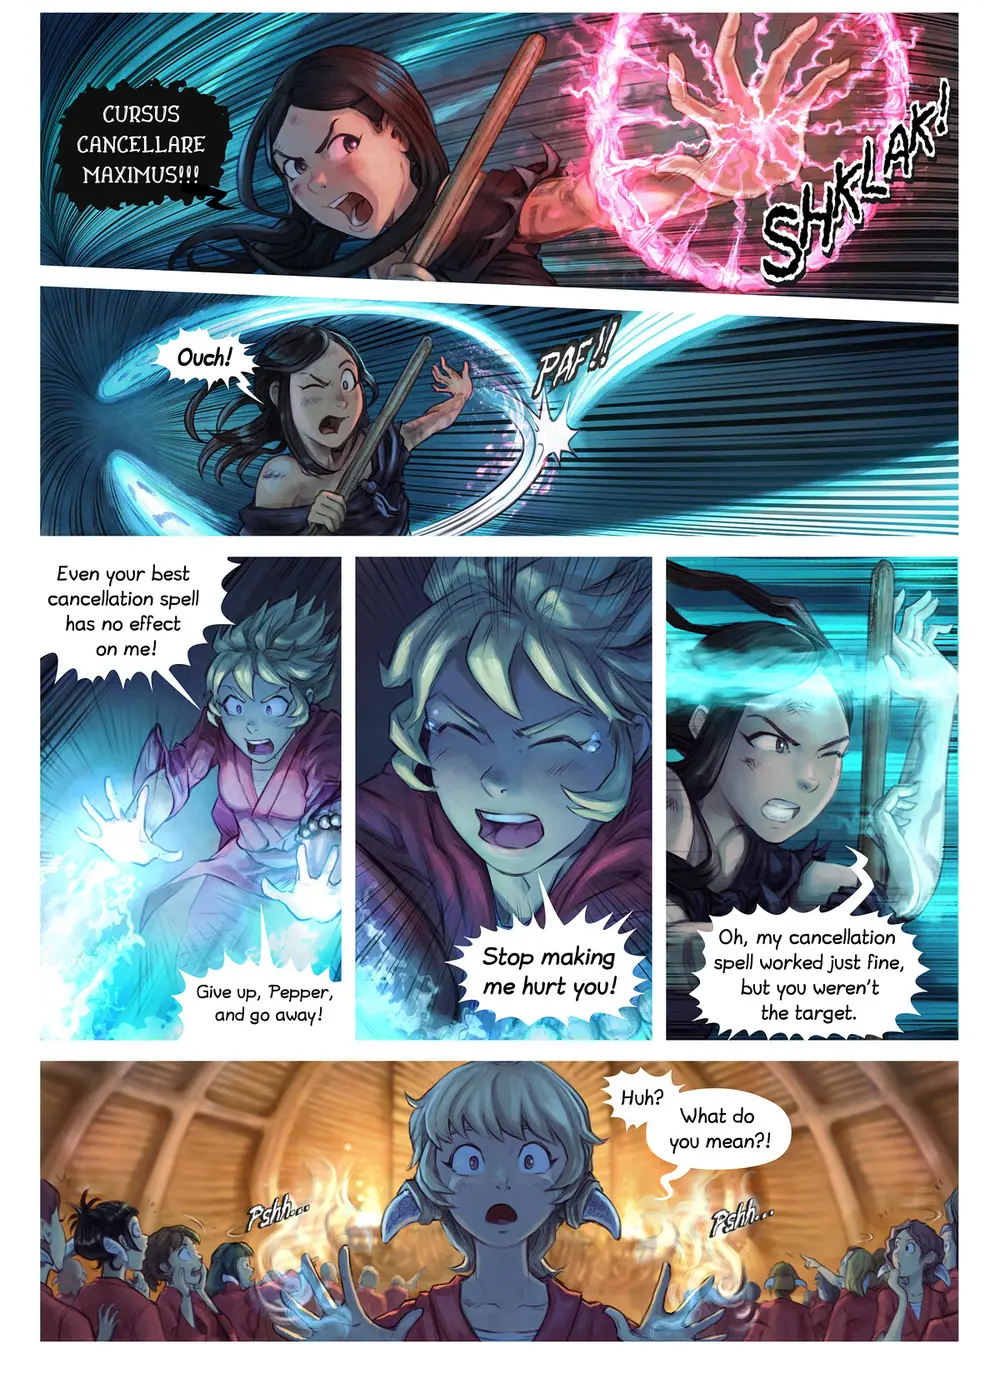 CURSUS
CANCELLARE
MAXIMUS!!!
SHKLAK!
Ouch!
PAF!!
Even your best
cancellation spell
has no effect
on me!
Give up, Pepper,
and go away!
Stop making
me hurt you!
Oh, my cancellation
spell worked just fine,
but you weren't
the target.
Huh?
What do
you mean?!
Pshh...
Pshh...